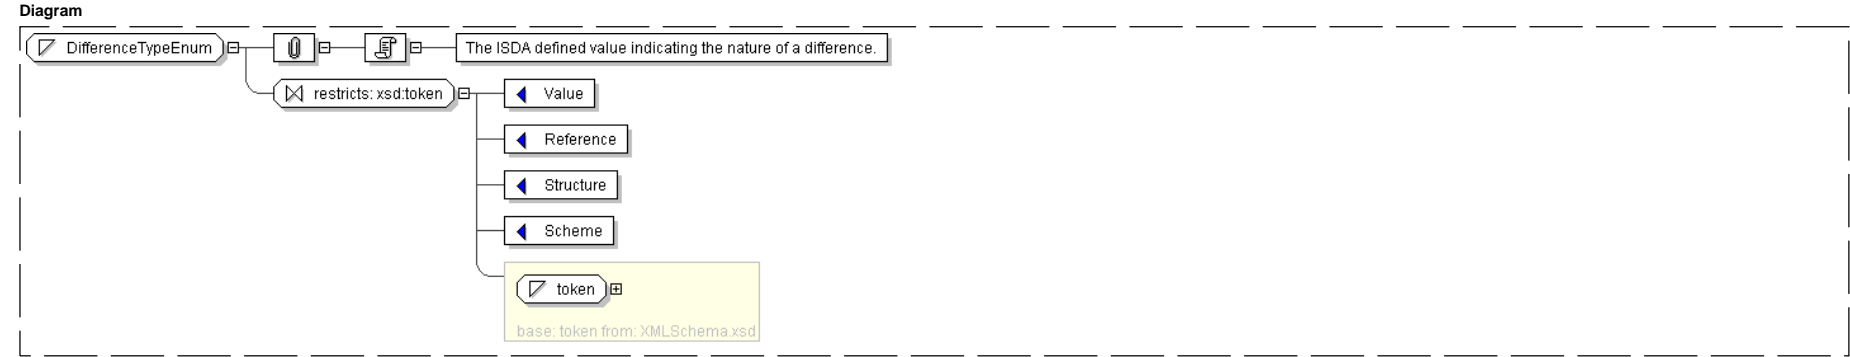 Diagram
DifferenceTypeEnum
The ISDA defined value indicating the nature of a difference.
restricts: xsd:token
Value
Reference
Structure
Scheme
token
base: token from: XMLSchema.xsd